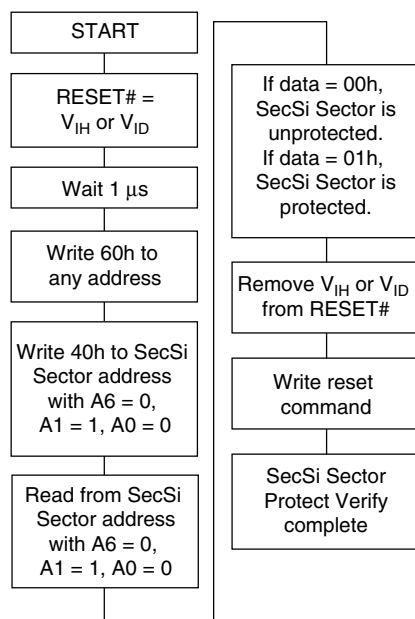 START
RESET# =
V_IH or V_ID
Wait 1 μs
Write 60h to
any address
Write 40h to SecSi
Sector address
with A6 = 0,
A1 = 1, A0 = 0
Read from SecSi
Sector address
with A6 = 0,
A1 = 1, A0 = 0
If data = 00h,
SecSi Sector is
unprotected.
If data = 01h,
SecSi Sector is
protected.
Remove V_IH or V_ID
from RESET#
Write reset
command
SecSi Sector
Protect Verify
complete